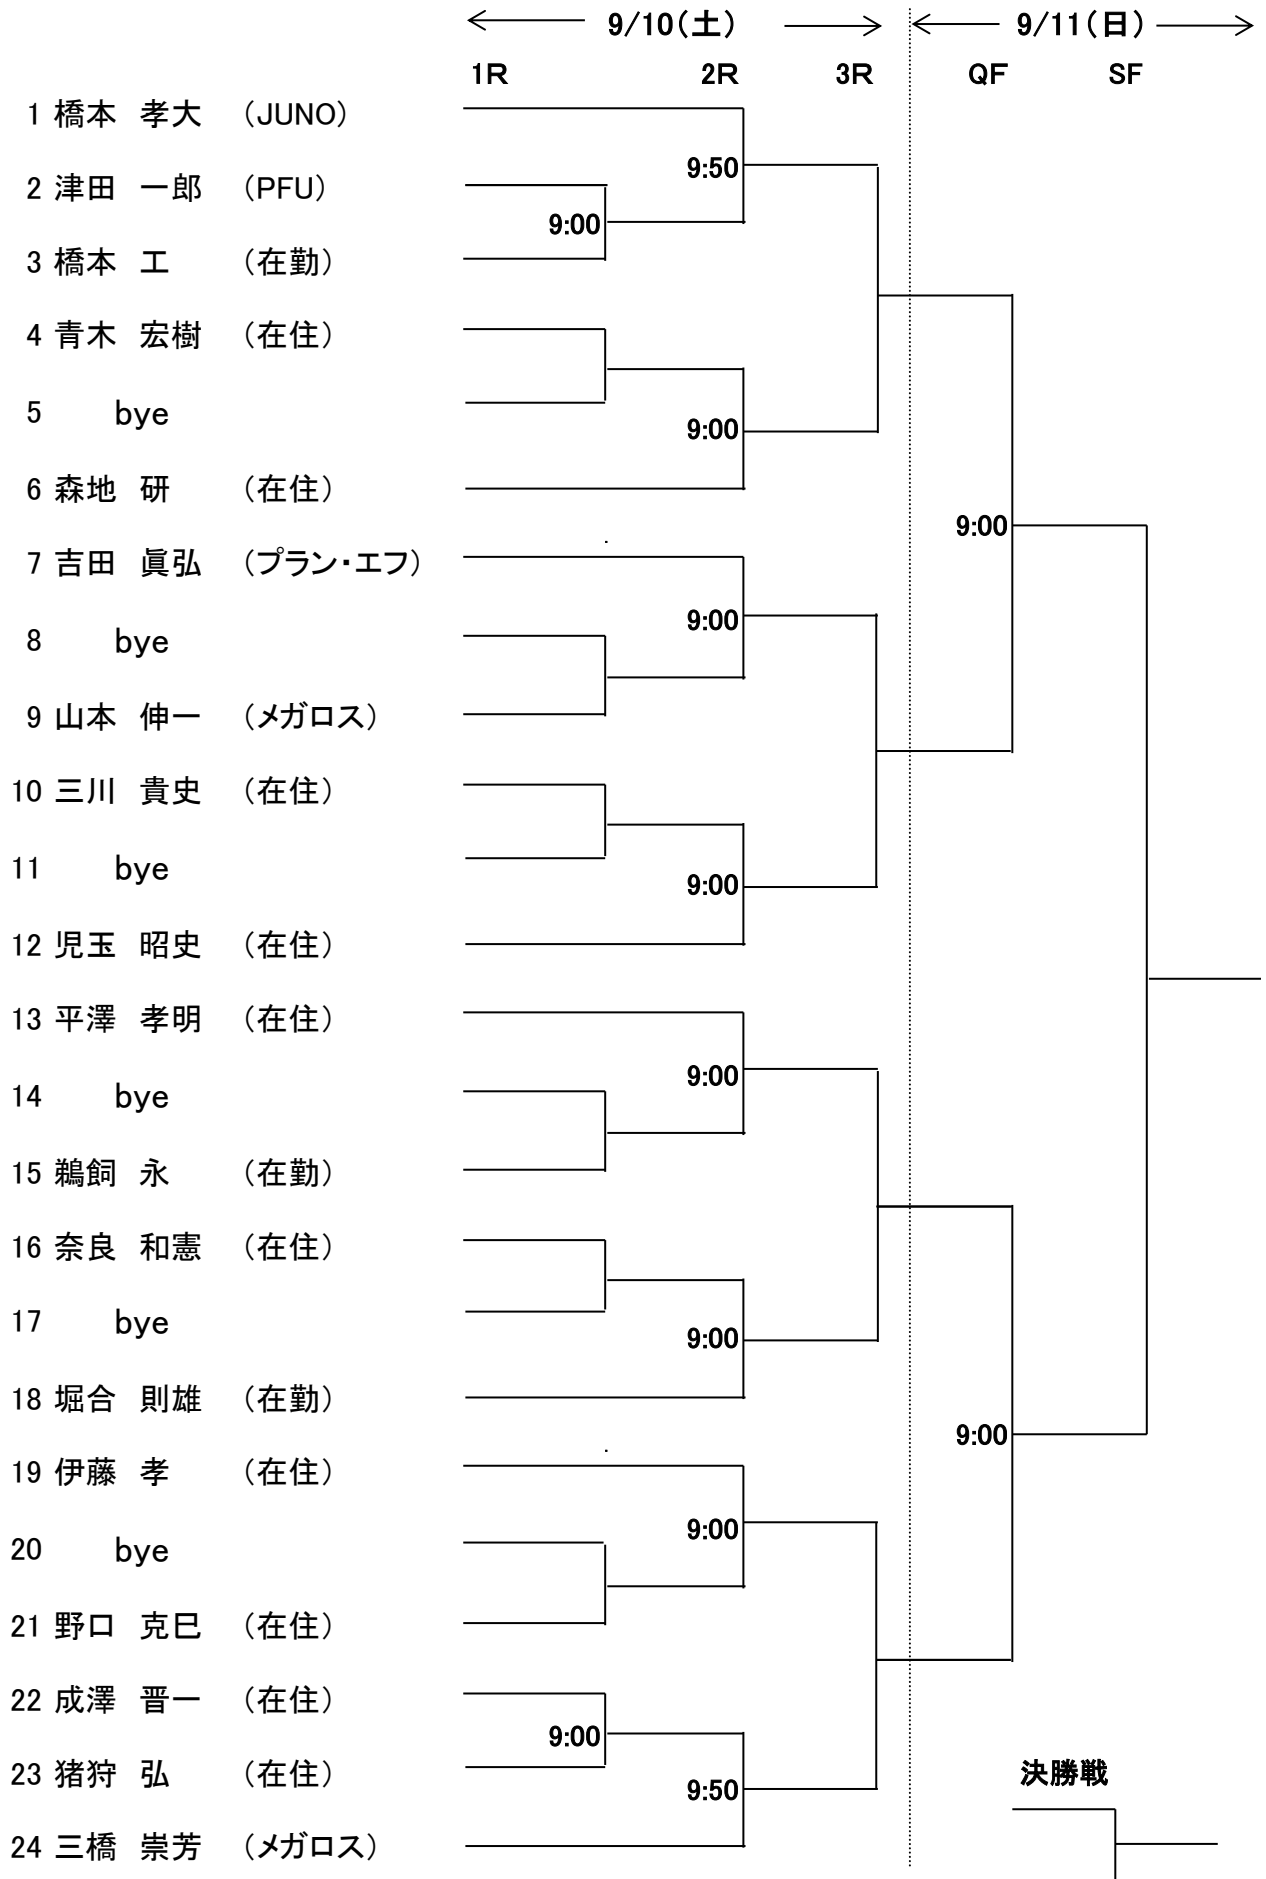 9/10(土) 9/11(日)
1R 2R 3R QF SF
1 橋本 孝大 (JUNO)
9:50
2 津田 一郎 (PFU)
9:00
3 橋本 工 (在勤)
4 青木 宏樹 (在住)
5 bye
9:00
6 森地 研 (在住)
9:00
7 吉田 眞弘 (プラン・エフ)
9:00
8 bye
9 山本 伸一 (メガロス)
10 三川 貴史 (在住)
11 bye
9:00
12 児玉 昭史 (在住)
13 平澤 孝明 (在住)
9:00
14 bye
15 鵜飼 永 (在勤)
16 奈良 和憲 (在住)
17 bye
9:00
18 堀合 則雄 (在勤)
9:00
19 伊藤 孝 (在住)
9:00
20 bye
21 野口 克巳 (在住)
22 成澤 晋一 (在住)
9:00
23 猪狩 弘 (在住)
決勝戦
9:50
24 三橋 崇芳 (メガロス)